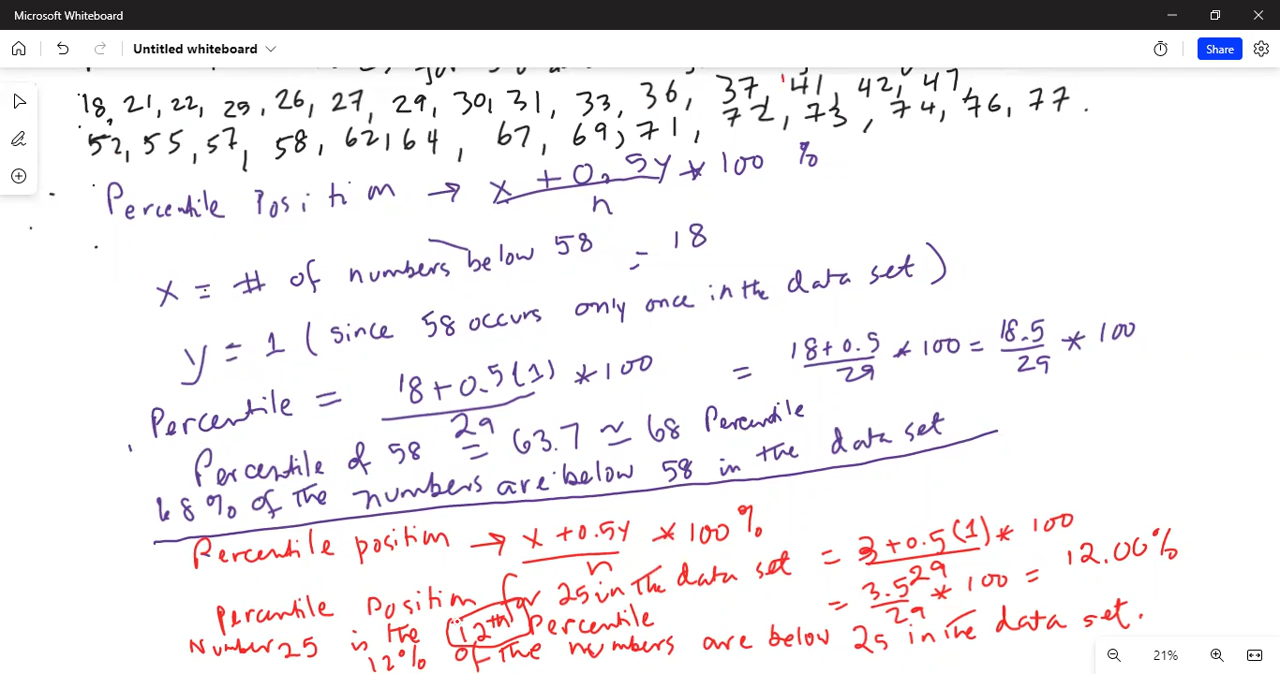 Microsoft Whiteboard
Untitled whiteboard
Share
18, 21, 22, 25, 26, 27, 29, 30, 31, 33, 36, 37, 41, 42, 47,
52, 55, 57, 58, 62, 64, 67, 69, 71, 72, 73, 74, 76, 77.
Percentile Position → x + 0.5y * 100 %
n
x = # of numbers below 58 = 18
y = 1 (since 58 occurs only once in the data set)
Percentile = 18+0.5(1) * 100 = 18+0.5 * 100 = 18.5 * 100
29 29 29
Percentile of 58 = 63.7 ≃ 68 Percentile
68% of the numbers are below 58 in the data set
Percentile position → x + 0.5y * 100%
n
Percentile Position for 25 in the data set = 3 + 0.5(1) * 100
29
= 3.5 * 100 = 12.00%
29
Number 25 is the 12th Percentile
12% of the numbers are below 25 in the data set.
21%